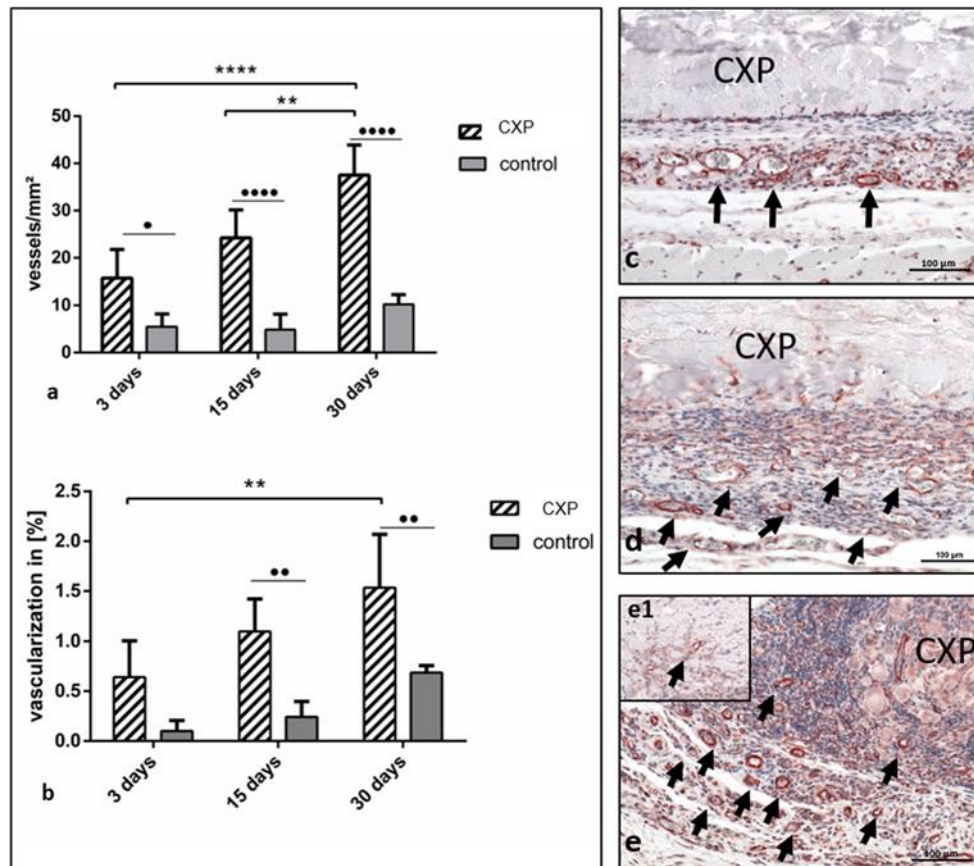 ****
**
50
40
30
20
10
0
vessels/mm²
•
••••
••••
CXP
control
3 days
15 days
30 days
a
**
2.5
2.0
1.5
1.0
0.5
0.0
vascularization in [%]
••
••
CXP
control
3 days
15 days
30 days
b
CXP
c
100 µm
CXP
d
100 µm
e1
CXP
e
100 µm